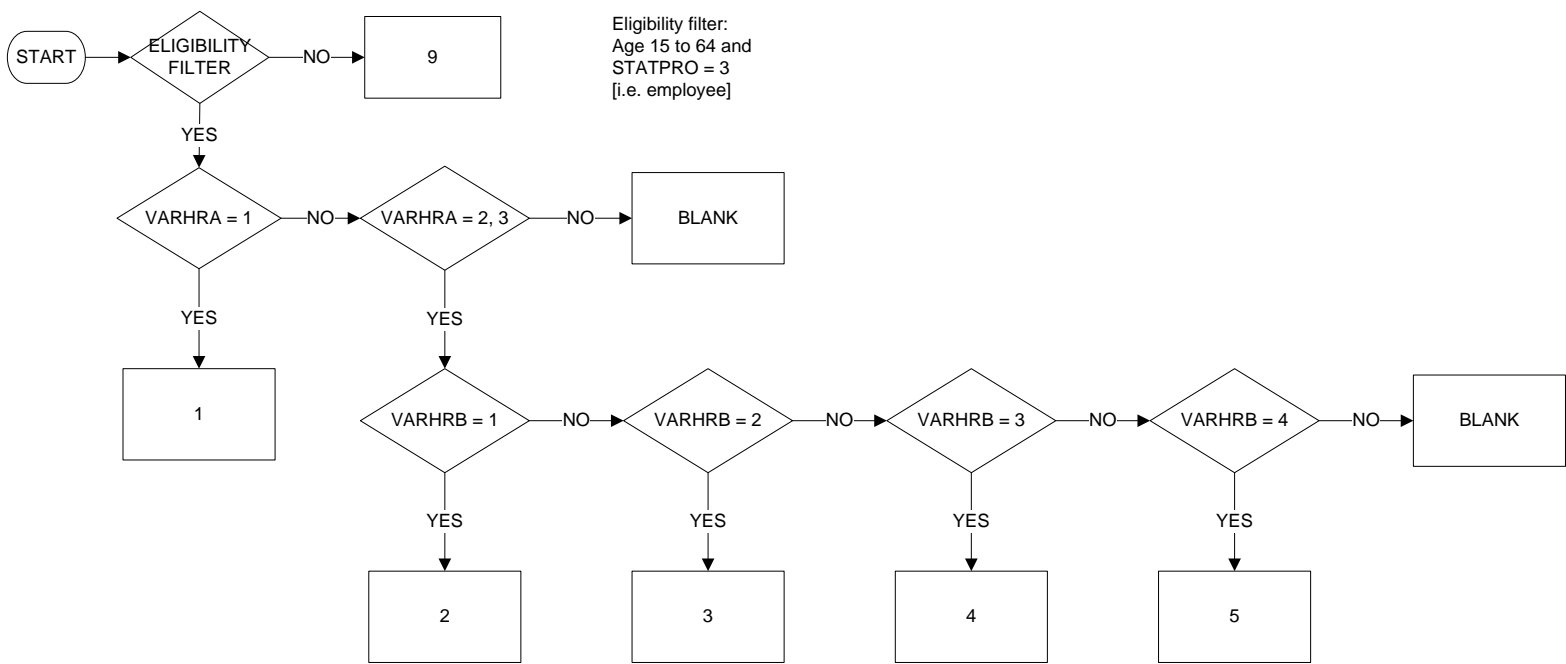 START
ELIGIBILITY
FILTER
NO
9
Eligibility filter:
Age 15 to 64 and
STATPRO = 3
[i.e. employee]
YES
VARHRA = 1
NO
VARHRA = 2, 3
NO
BLANK
YES
YES
1
VARHRB = 1
NO
VARHRB = 2
NO
VARHRB = 3
NO
VARHRB = 4
NO
BLANK
YES
YES
YES
YES
2
3
4
5